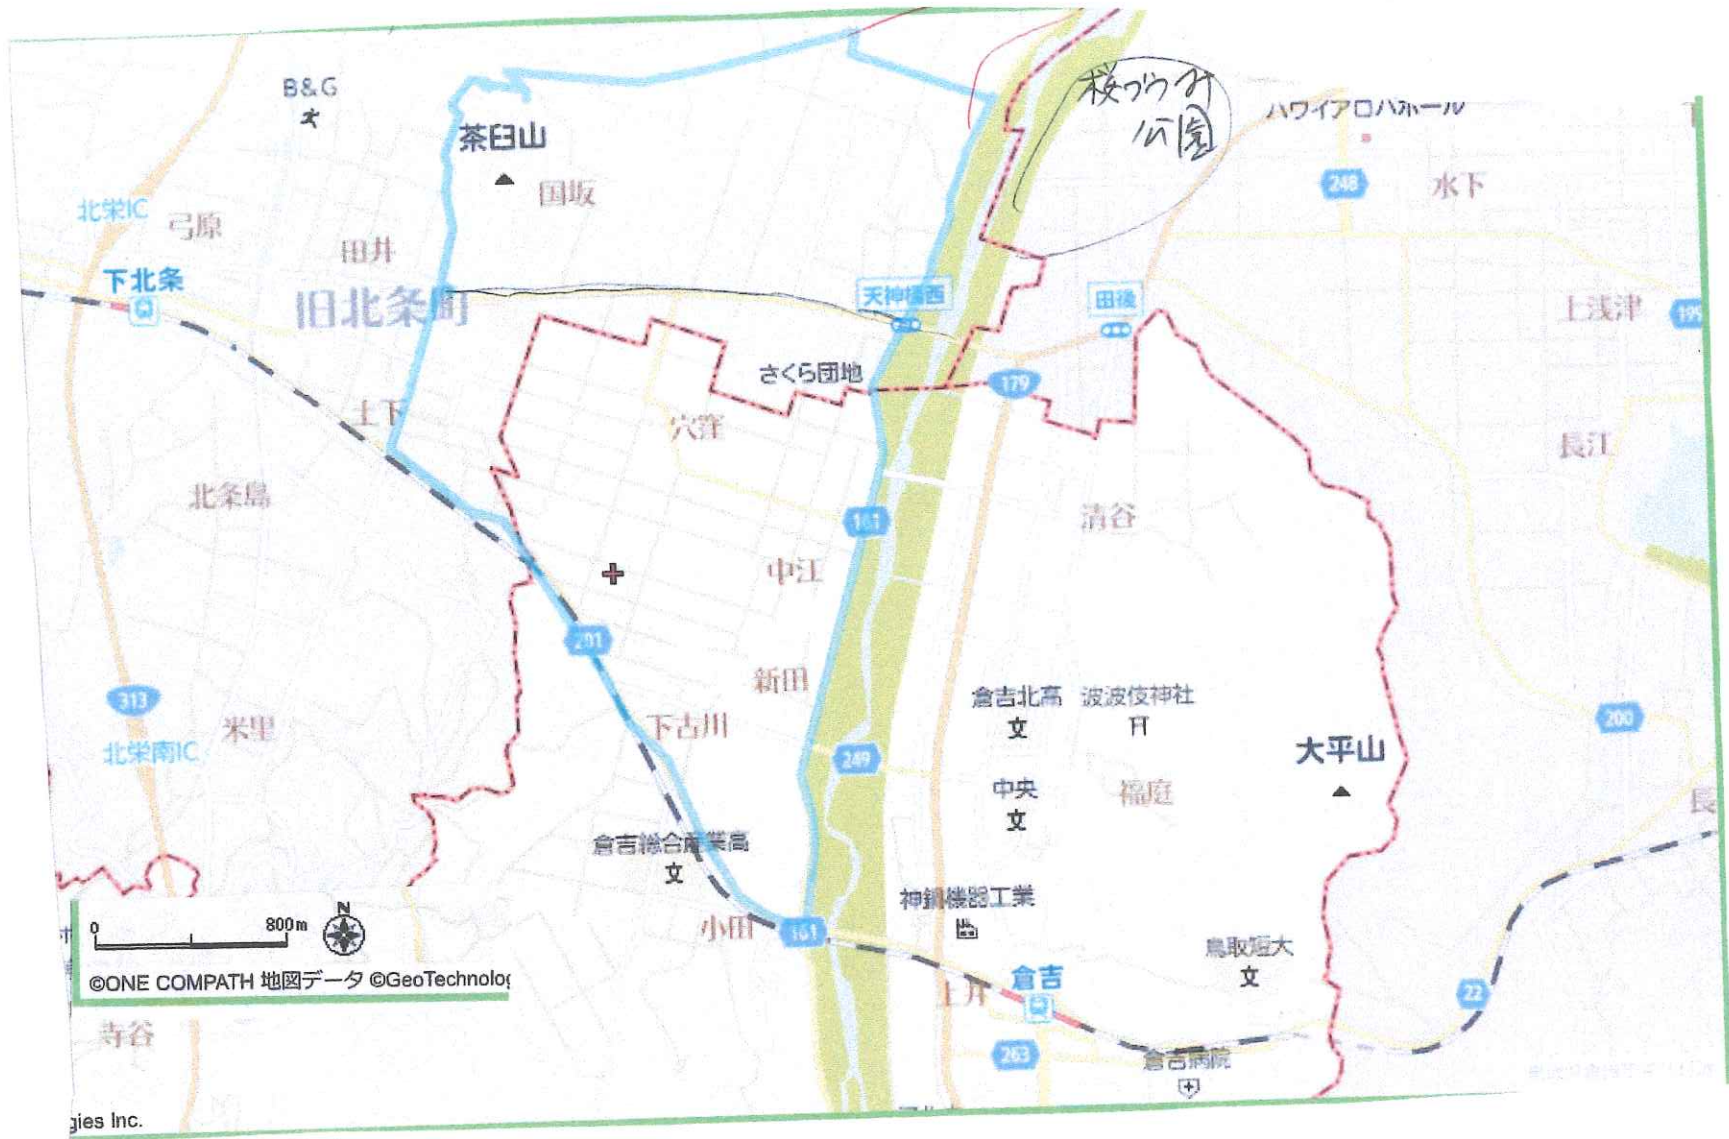 B&G
茶臼山
桜づつみ
公園
ハワイアロハホール
248
水下
国坂
北栄IC
弓原
田井
下北条
旧北条町
天神橋西
田後
上浅津
199
さくら団地
179
土下
穴窪
長江
北条島
161
清谷
中江
201
新田
313
下古川
倉吉北高
波波伎神社
200
米里
北栄南IC
249
大平山
中央
福庭
長
倉吉総合産業高
神鋼機器工業
小田
161
鳥取短大
0 800m
N
©ONE COMPATH 地図データ ©GeoTechnolog
倉吉
上井
22
寺谷
263
倉吉病院
gies Inc.